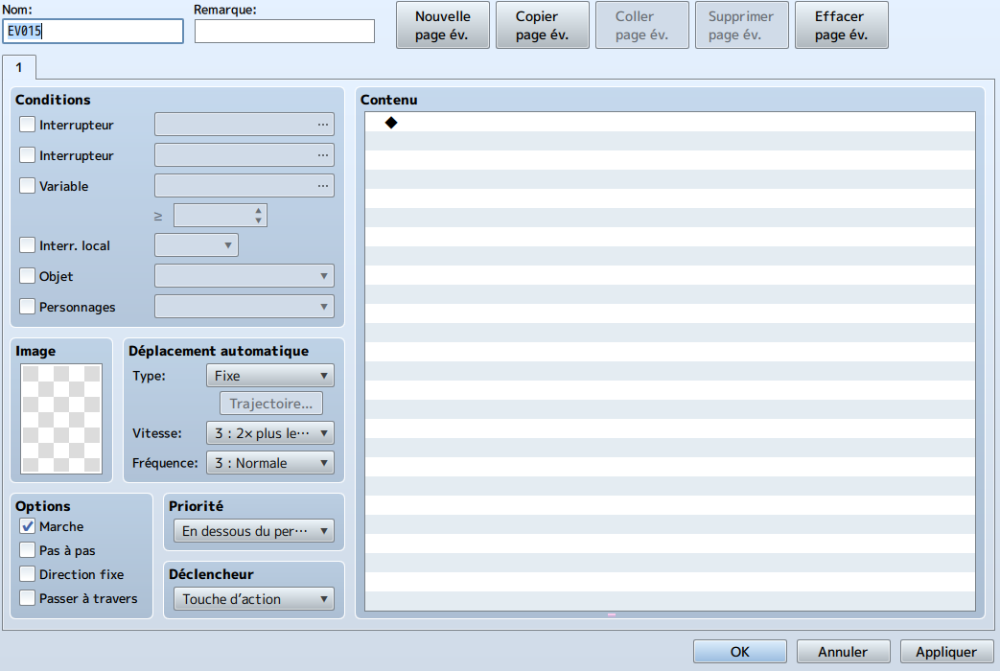 Nom:
Remarque:
EV015
Nouvelle
page év.
Copier
page év.
Coller
page év.
Supprimer
page év.
Effacer
page év.
1
Conditions
Interrupteur
...
Interrupteur
...
Variable
...
≥
Interr. local
Objet
Personnages
Image
Déplacement automatique
Type:
Fixe
Trajectoire...
Vitesse:
3 : 2× plus le...
Fréquence:
3 : Normale
Options
Marche
Pas à pas
Direction fixe
Passer à travers
Priorité
En dessous du per...
Déclencheur
Touche d'action
Contenu
OK
Annuler
Appliquer